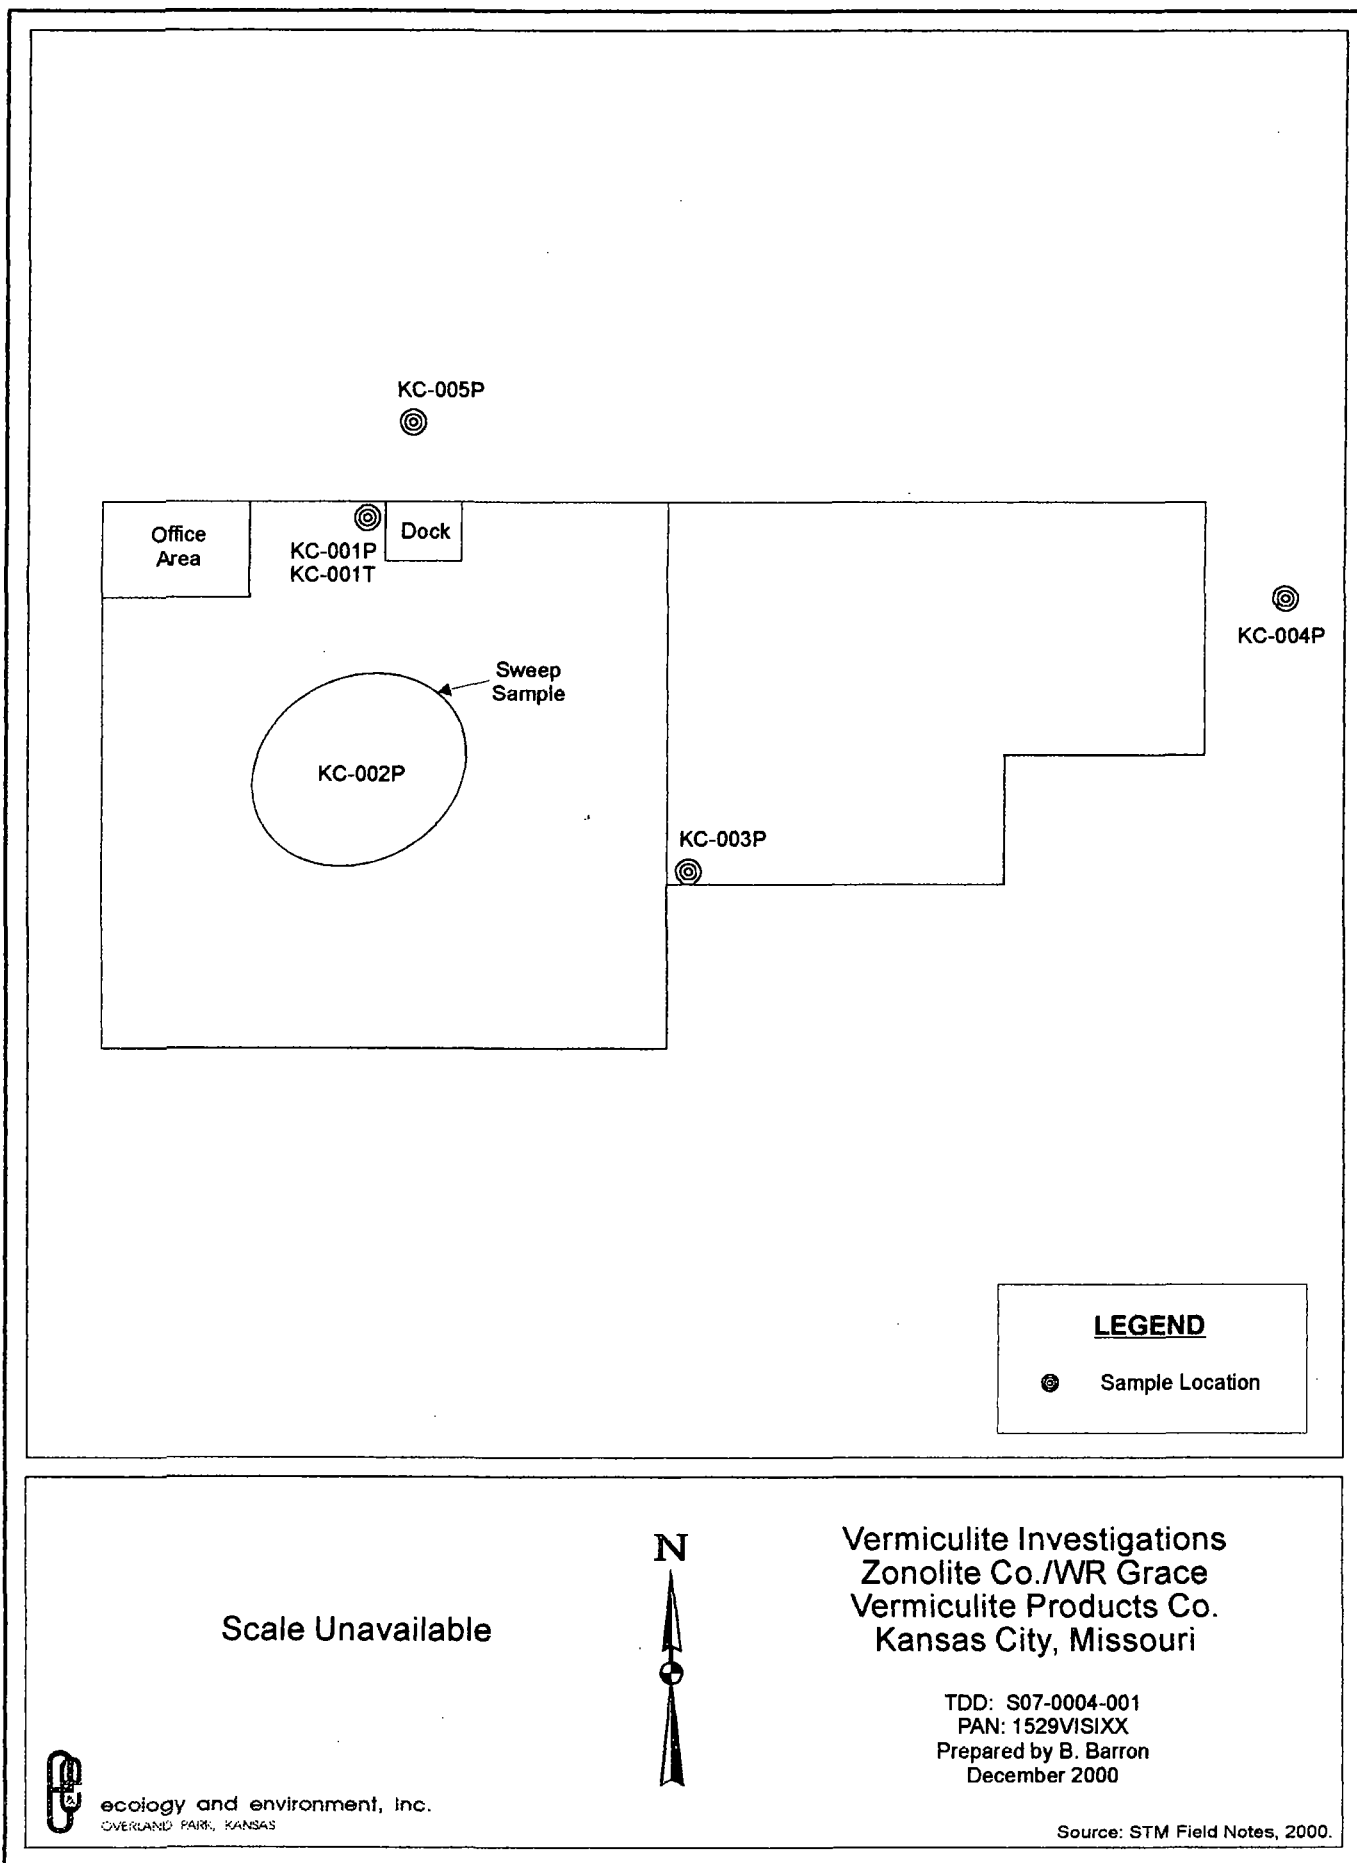 KC-005P
Office
Area
Dock
KC-001P
KC-001T
KC-004P
Sweep
Sample
KC-002P
KC-003P
LEGEND
Sample Location
Scale Unavailable
N
Vermiculite Investigations
Zonolite Co./WR Grace
Vermiculite Products Co.
Kansas City, Missouri
TDD: S07-0004-001
PAN: 1529VISIXX
Prepared by B. Barron
December 2000
ecology and environment, inc.
OVERLAND PARK, KANSAS
Source: STM Field Notes, 2000.